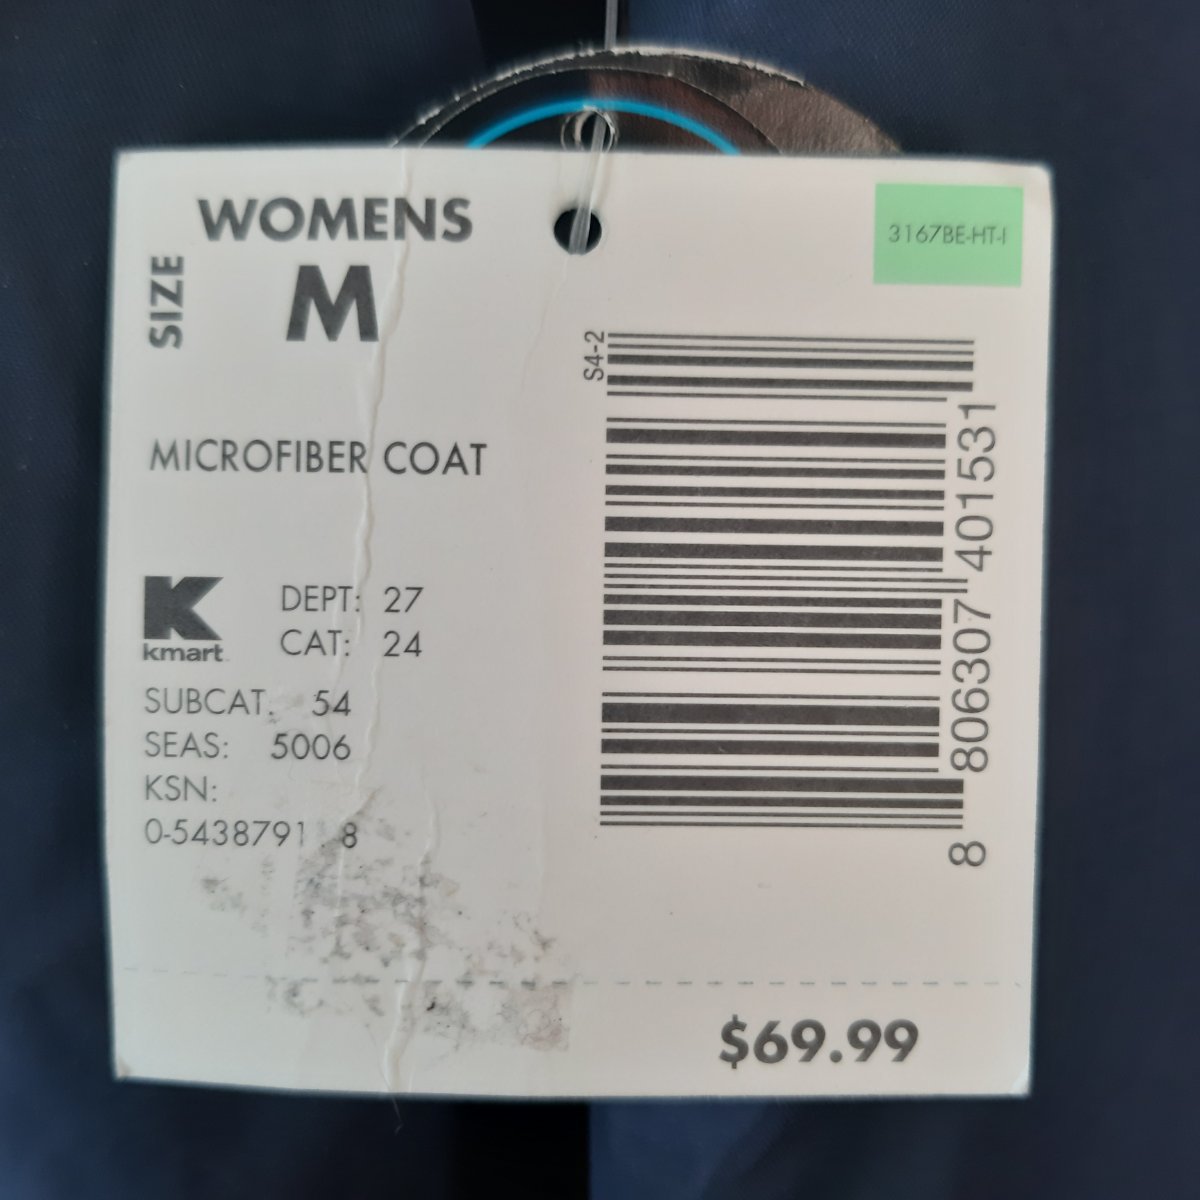 WOMENS
SIZE
M
3167BE-HT-I
S4-2
MICROFIBER COAT
K
kmart
DEPT: 27
CAT: 24
SUBCAT. 54
SEAS: 5006
KSN:
0-5438791 8
8 806307 401531
$69.99